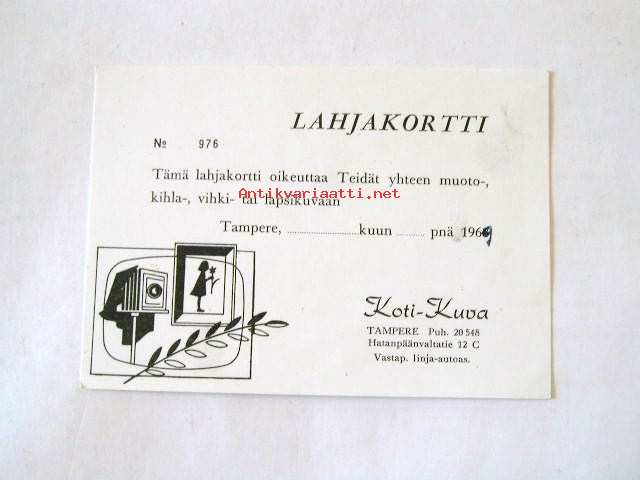 LAHJAKORTTI
№ 976
Tämä lahjakortti oikeuttaa Teidät yhteen muoto-,
Antikvariaatti.net
kihla-, vihki- tai lapsikuvaan
Tampere, ....................kuun ........ pnä 1969
Koti-Kuva
TAMPERE Puh. 20 548
Hatanpäänvaltatie 12 C
Vastap. linja-autoas.